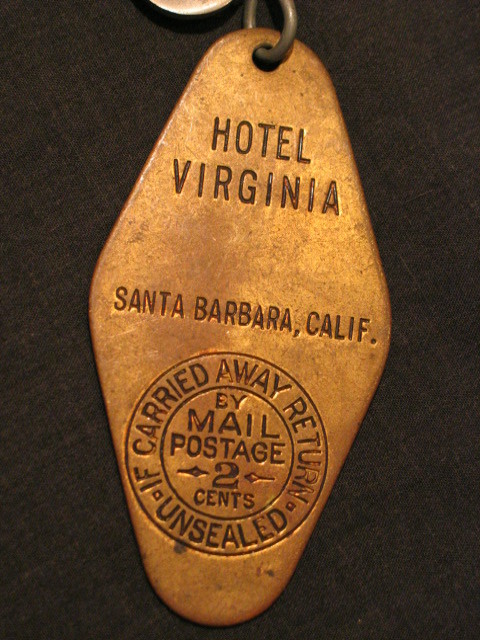 HOTEL
VIRGINIA
SANTA BARBARA, CALIF.
IF CARRIED AWAY RETURN
BY
MAIL
POSTAGE
2
CENTS
UNSEALED